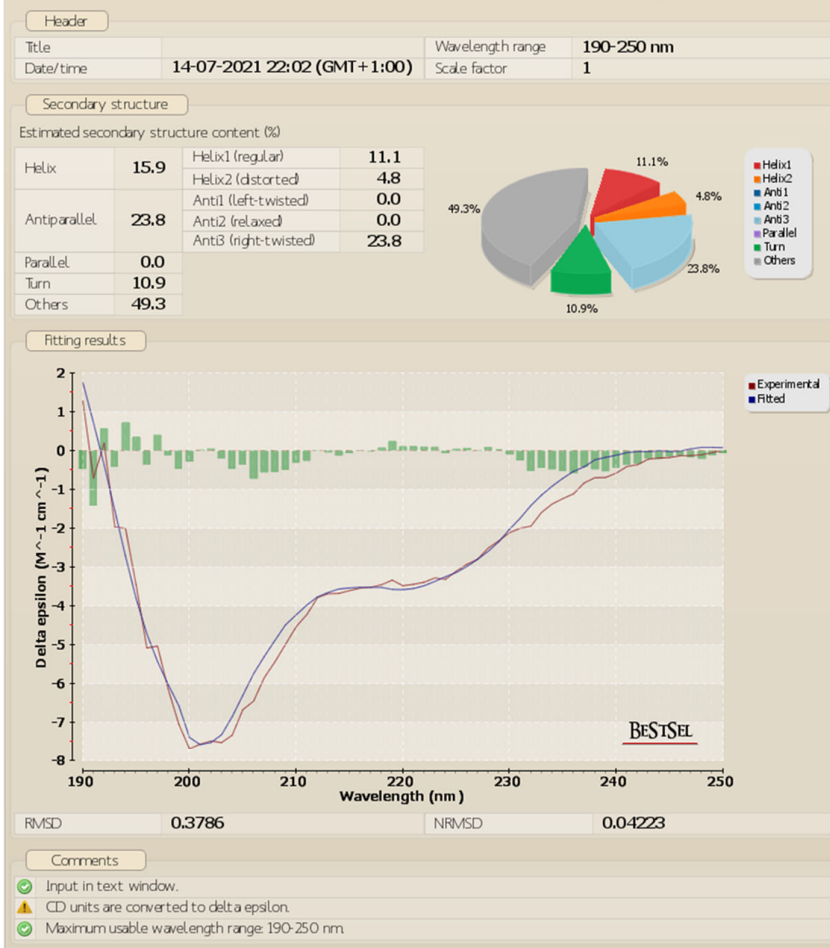 Header
Title
Wavelength range 190-250 nm
Date/time 14-07-2021 22:02 (GMT+1:00)
Scale factor 1
Secondary structure
Estimated secondary structure content (%)
Helix 15.9
Helix1 (regular) 11.1
Helix2 (distorted) 4.8
Antiparallel 23.8
Anti1 (left-twisted) 0.0
Anti2 (relaxed) 0.0
Anti3 (right-twisted) 23.8
Parallel 0.0
Turn 10.9
Others 49.3
11.1%
4.8%
49.3%
23.8%
10.9%
Helix1
Helix2
Anti1
Anti2
Anti3
Parallel
Turn
Others
Fitting results
Delta epsilon (M^-1 cm^-1)
2
1
0
-1
-2
-3
-4
-5
-6
-7
-8
Experimental
Fitted
BESTSEL
190 200 210 220 230 240 250
Wavelength (nm)
RMSD 0.3786
NRMSD 0.04223
Comments
Input in text window.
CD units are converted to delta epsilon.
Maximum usable wavelength range: 190-250 nm.